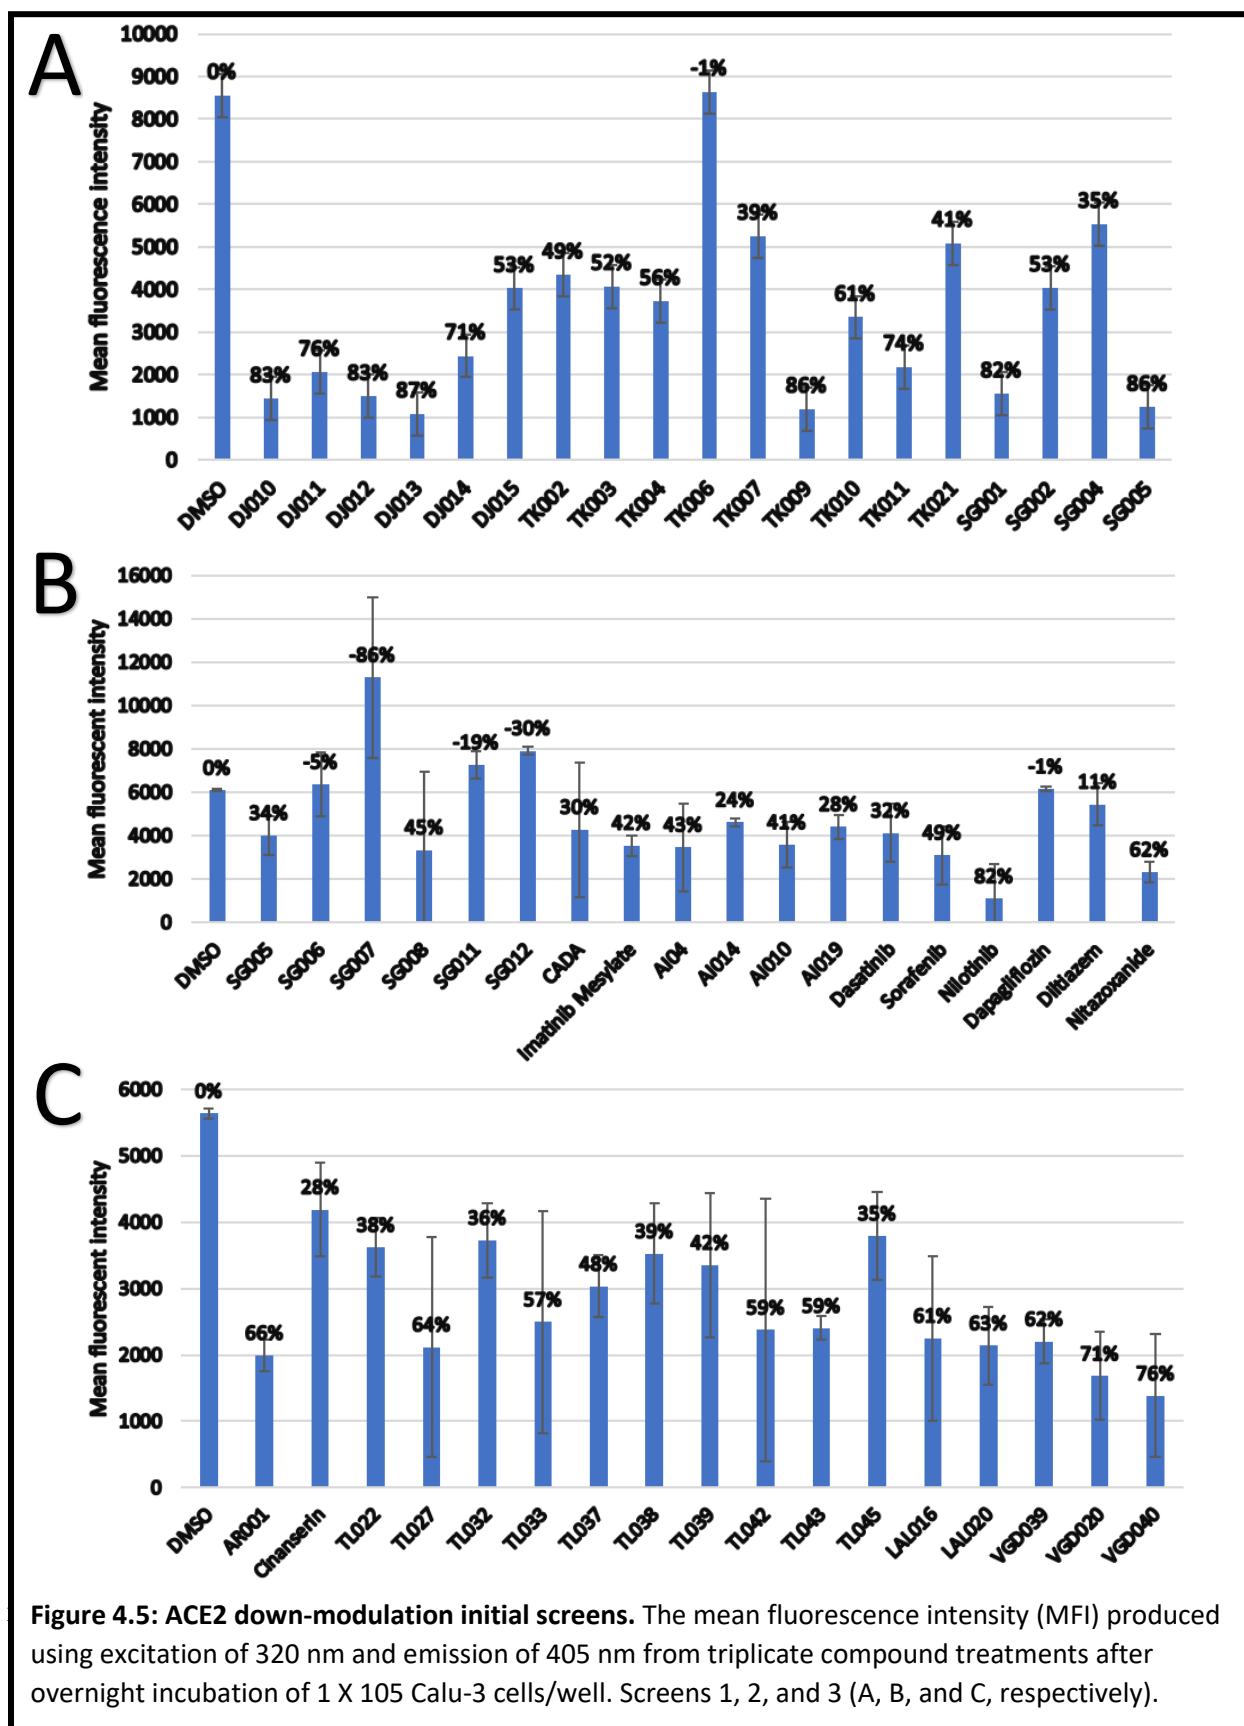 A
10000
9000
8000
7000
6000
5000
4000
3000
2000
1000
0
Mean fluorescence intensity
0%
83%
76%
83%
87%
71%
53%
49%
52%
56%
-1%
39%
86%
61%
74%
41%
82%
53%
35%
86%
DMSO
DJ010
DJ011
DJ012
DJ013
DJ014
DJ015
TK002
TK003
TK004
TK006
TK007
TK009
TK010
TK011
TK021
SG001
SG002
SG004
SG005
B
16000
14000
12000
10000
8000
6000
4000
2000
0
Mean fluorescent intensity
0%
34%
-5%
-86%
45%
-19%
-30%
30%
42%
43%
24%
41%
28%
32%
49%
82%
-1%
11%
62%
DMSO
SG005
SG006
SG007
SG008
SG011
SG012
CADA
Imatinib Mesylate
AI04
AI014
AI010
AI019
Dasatinib
Sorafenib
Nilotinib
Dapagliflozin
Diltiazem
Nitazoxanide
C
6000
5000
4000
3000
2000
1000
0
Mean fluorescent intensity
0%
66%
28%
38%
64%
36%
57%
48%
39%
42%
59%
59%
35%
61%
63%
62%
71%
76%
DMSO
AR001
Cinanserin
TL022
TL027
TL032
TL033
TL037
TL038
TL039
TL042
TL043
TL045
LAL016
LAL020
VGD039
VGD020
VGD040
Figure 4.5: ACE2 down-modulation initial screens. The mean fluorescence intensity (MFI) produced
using excitation of 320 nm and emission of 405 nm from triplicate compound treatments after
overnight incubation of 1 X 105 Calu-3 cells/well. Screens 1, 2, and 3 (A, B, and C, respectively).